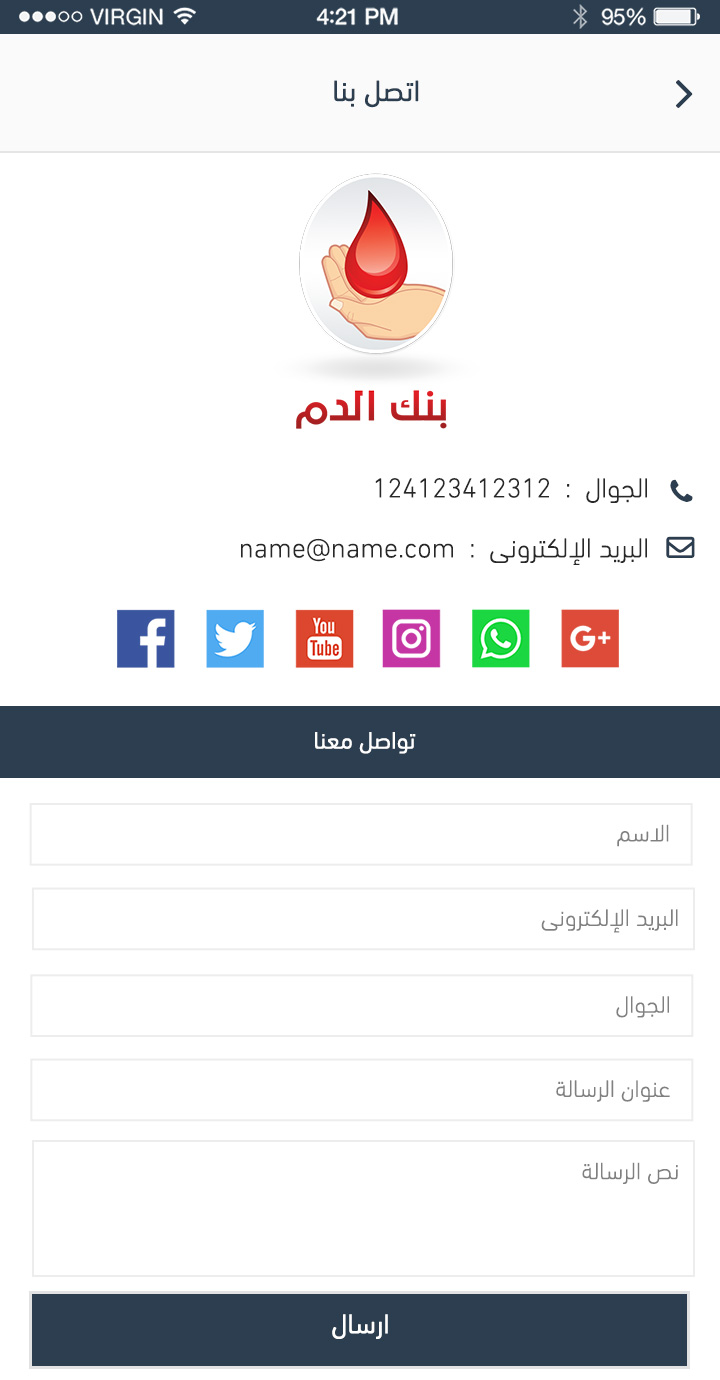 VIRGIN 4:21 PM 95%
اتصل بنا
بنك الدم
الجوال : 124123412312
البريد الإلكترونى : name@name.com
f You Tube G+
تواصل معنا
الاسم
البريد الإلكترونى
الجوال
عنوان الرسالة
نص الرسالة
ارسال